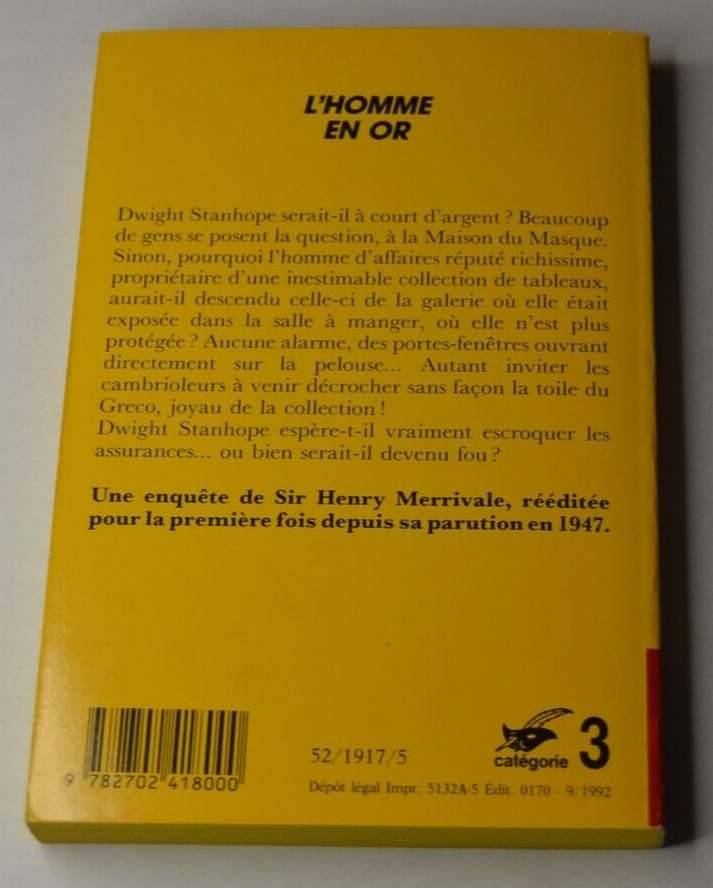 L'HOMME
EN OR
Dwight Stanhope serait-il à court d'argent ? Beaucoup
de gens se posent la question, à la Maison du Masque.
Sinon, pourquoi l'homme d'affaires réputé richissime,
propriétaire d'une inestimable collection de tableaux,
aurait-il descendu celle-ci de la galerie où elle était
exposée dans la salle à manger, où elle n'est plus
protégée ? Aucune alarme, des portes-fenêtres ouvrant
directement sur la pelouse... Autant inviter les
cambrioleurs à venir décrocher sans façon la toile du
Greco, joyau de la collection !
Dwight Stanhope espère-t-il vraiment escroquer les
assurances... ou bien serait-il devenu fou ?
Une enquête de Sir Henry Merrivale, rééditée
pour la première fois depuis sa parution en 1947.
9 782702 418000
52/1917/5
catégorie 3
Dépôt légal Impr. 5132A-5 Édit. 0170 - 9/1992